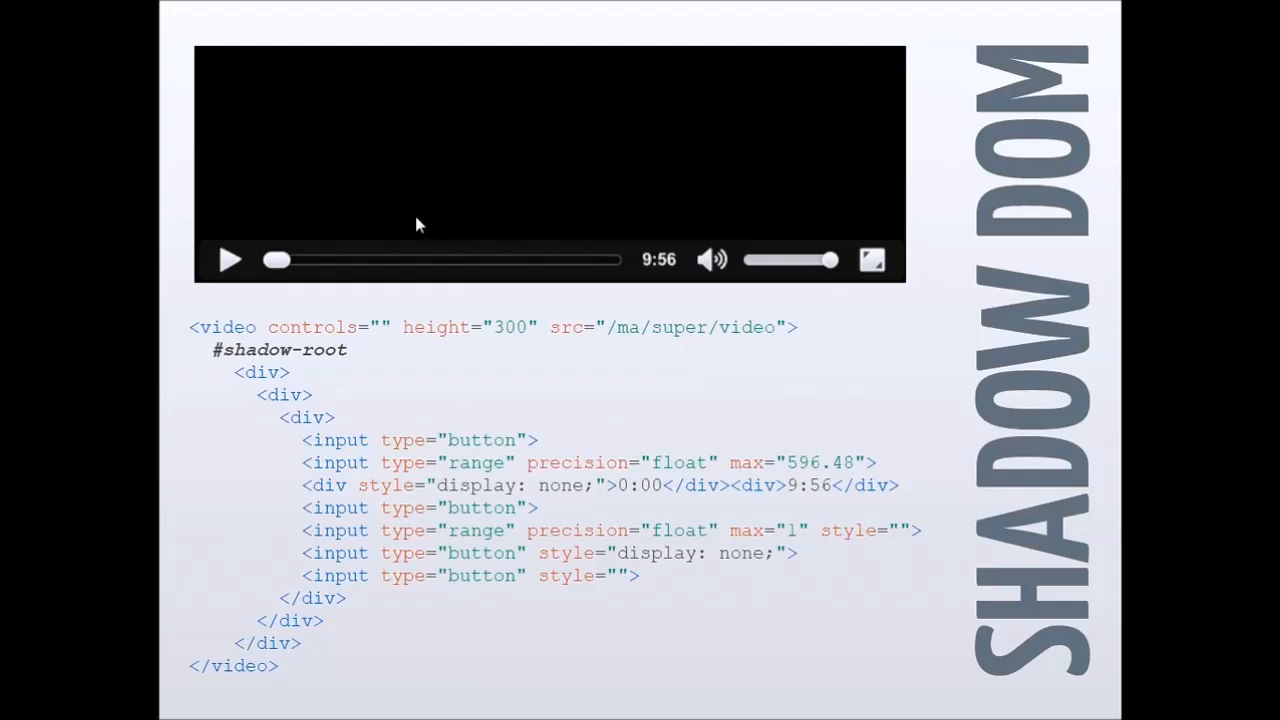 9:56
<video controls="" height="300" src="/ma/super/video">
#shadow-root
<div>
<div>
<div>
<input type="button">
<input type="range" precision="float" max="596.48">
<div style="display: none;">0:00</div><div>9:56</div>
<input type="button">
<input type="range" precision="float" max="1" style="">
<input type="button" style="display: none;">
<input type="button" style="">
</div>
</div>
</div>
</video>
SHADOW DOM